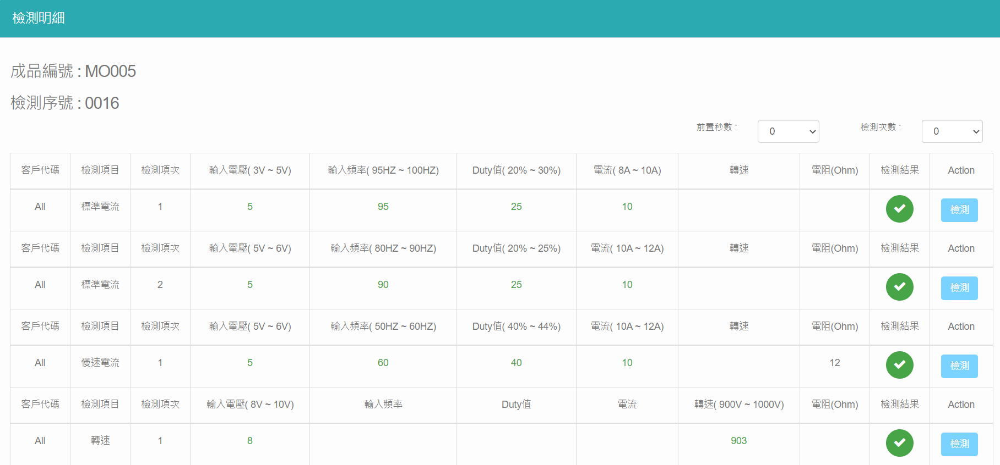 檢測明細
成品編號 : MO005
檢測序號 : 0016
前置秒數 : 0 檢測次數 : 0
客戶代碼 檢測項目 檢測項次 輸入電壓( 3V ~ 5V) 輸入頻率( 95HZ ~ 100HZ) Duty值( 20% ~ 30%) 電流( 8A ~ 10A) 轉速 電阻(Ohm) 檢測結果 Action
All 標準電流 1 5 95 25 10 檢測
客戶代碼 檢測項目 檢測項次 輸入電壓( 5V ~ 6V) 輸入頻率( 80HZ ~ 90HZ) Duty值( 20% ~ 25%) 電流( 10A ~ 12A) 轉速 電阻(Ohm) 檢測結果 Action
All 標準電流 2 5 90 25 10 檢測
客戶代碼 檢測項目 檢測項次 輸入電壓( 5V ~ 6V) 輸入頻率( 50HZ ~ 60HZ) Duty值( 40% ~ 44%) 電流( 10A ~ 12A) 轉速 電阻(Ohm) 檢測結果 Action
All 慢速電流 1 5 60 40 10 12 檢測
客戶代碼 檢測項目 檢測項次 輸入電壓( 8V ~ 10V) 輸入頻率 Duty值 電流 轉速( 900V ~ 1000V) 電阻(Ohm) 檢測結果 Action
All 轉速 1 8 903 檢測